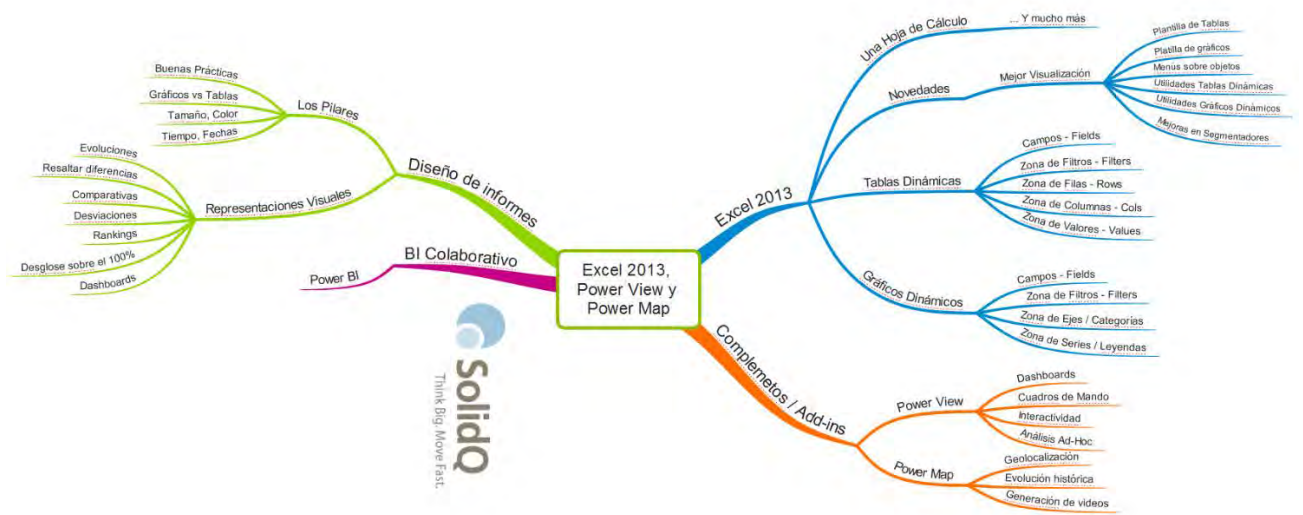 Excel 2013,
Power View y
Power Map
Excel 2013
Una Hoja de Cálculo
... Y mucho más
Novedades
Mejor Visualización
Plantilla de Tablas
Platilla de gráficos
Menus sobre objetos
Utilidades Tablas Dinámicas
Utilidades Gráficos Dinámicos
Mejoras en Segmentadores
Tablas Dinámicas
Campos - Fields
Zona de Filtros - Filters
Zona de Filas - Rows
Zona de Columnas - Cols
Zona de Valores - Values
Gráficos Dinámicos
Campos - Fields
Zona de Filtros - Filters
Zona de Ejes / Categorías
Zona de Series / Leyendas
Complemetos / Add-ins
Power View
Dashboards
Cuadros de Mando
Interactividad
Análisis Ad-Hoc
Power Map
Geolocalización
Evolución histórica
Generación de videos
Diseño de informes
Los Pilares
Buenas Prácticas
Gráficos vs Tablas
Tamaño, Color
Tiempo, Fechas
Representaciones Visuales
Evoluciones
Resaltar diferencias
Comparativas
Desviaciones
Rankings
Desglose sobre el 100%
Dashboards
BI Colaborativo
Power BI
SolidQ
Think Big. Move Fast.